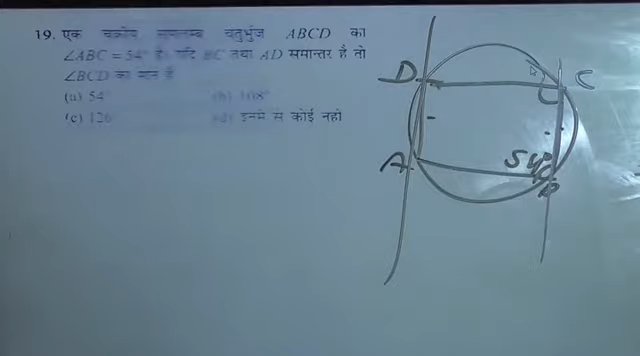 19. एक चक्रीय समलम्ब चतुर्भुज ABCD का
∠ABC = 54° है। यदि BC तथा AD समान्तर है तो
∠BCD का मान है
(a) 54° (b) 108°
(c) 126 (d) इनमें से कोई नहीं
D C
A 54° B